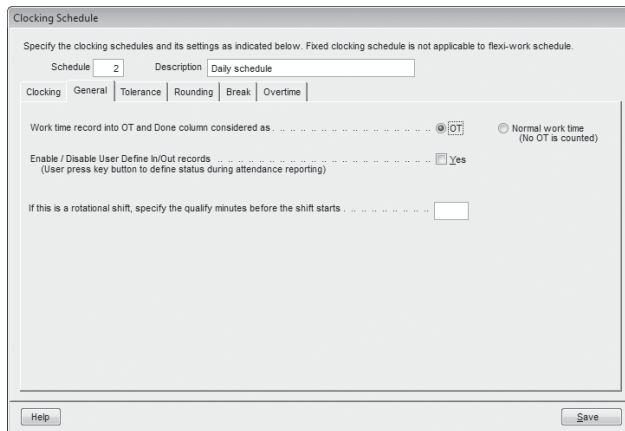 Clocking Schedule
Specify the clocking schedules and its settings as indicated below. Fixed clocking schedule is not applicable to flexi-work schedule.
Schedule 2 Description Daily schedule
Clocking General Tolerance Rounding Break Overtime
Work time record into OT and Done column considered as . .. .. .. .. .. .. .. .. .. .. .. .. .. .. .. .. OT Normal work time
(No OT is counted)
Enable / Disable User Define In/Out records .. .. .. .. .. .. .. .. .. .. .. .. .. .. .. .. .. .. .. .. .. Yes
(User press key button to define status during attendance reporting)
If this is a rotational shift, specify the qualify minutes before the shift starts . .. .. .. .. .. .. .. ..
Help Save